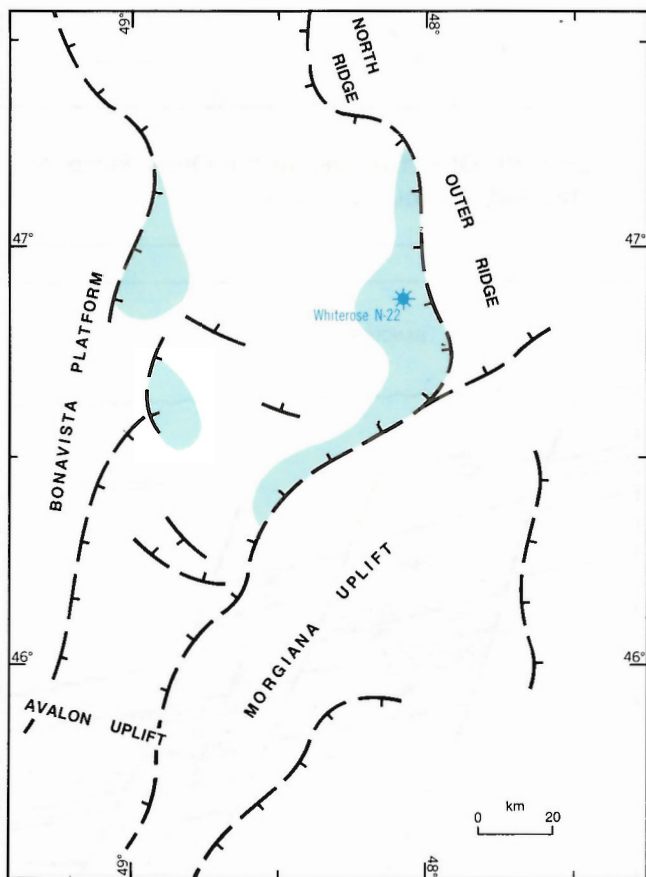 49°
48°
NORTH
RIDGE
OUTER
RIDGE
47°
47°
Whiterose N-22
BONAVISTA PLATFORM
MORGIANA UPLIFT
46°
46°
AVALON UPLIFT
km
0 20
49°
48°